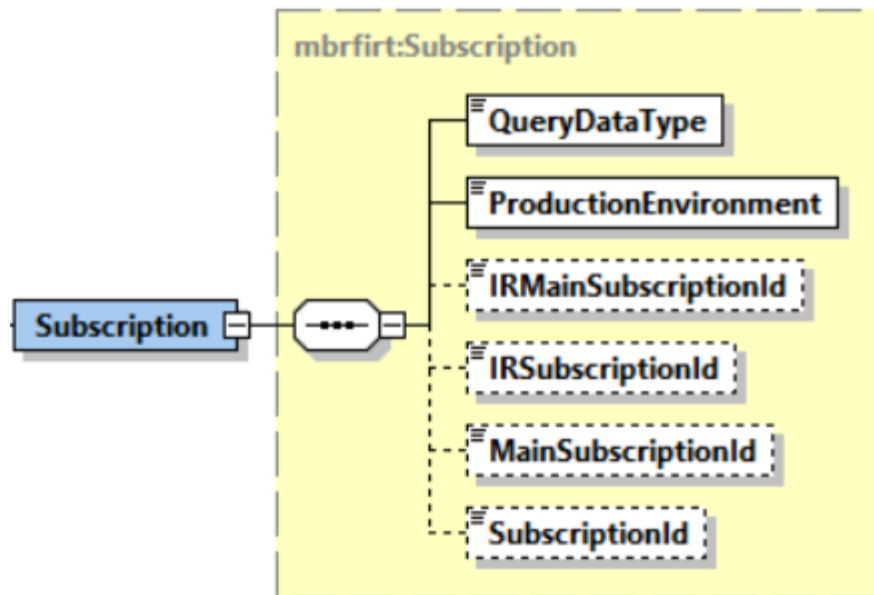 mbrfirt:Subscription
QueryDataType
ProductionEnvironment
IRMainSubscriptionId
Subscription
IRSubscriptionId
MainSubscriptionId
SubscriptionId